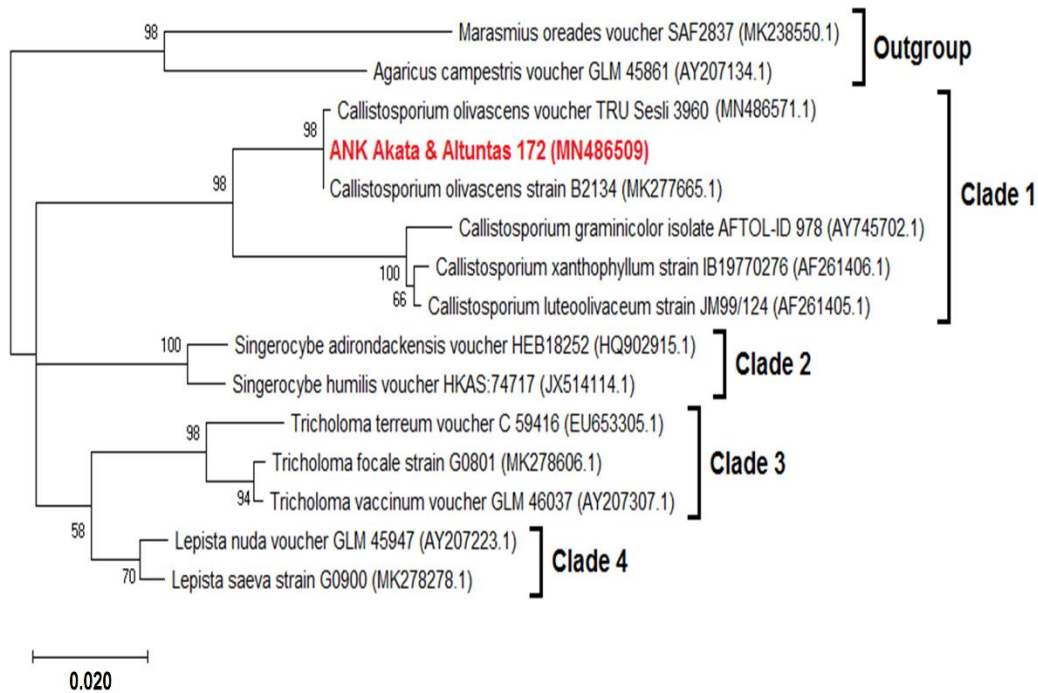 98
Marasmius oreades voucher SAF2837 (MK238550.1)
Agaricus campestris voucher GLM 45861 (AY207134.1)
Outgroup
98
Callistosporium olivascens voucher TRU Sesli 3960 (MN486571.1)
ANK Akata & Altuntas 172 (MN486509)
Callistosporium olivascens strain B2134 (MK277665.1)
98
Callistosporium graminicolor isolate AFTOL-ID 978 (AY745702.1)
100
Callistosporium xanthophyllum strain IB19770276 (AF261406.1)
66
Callistosporium luteoolivaceum strain JM99/124 (AF261405.1)
Clade 1
100
Singerocybe adirondackensis voucher HEB18252 (HQ902915.1)
Singerocybe humilis voucher HKAS:74717 (JX514114.1)
Clade 2
98
Tricholoma terreum voucher C 59416 (EU653305.1)
Tricholoma focale strain G0801 (MK278606.1)
94
Tricholoma vaccinum voucher GLM 46037 (AY207307.1)
Clade 3
58
Lepista nuda voucher GLM 45947 (AY207223.1)
70
Lepista saeva strain G0900 (MK278278.1)
Clade 4
0.020